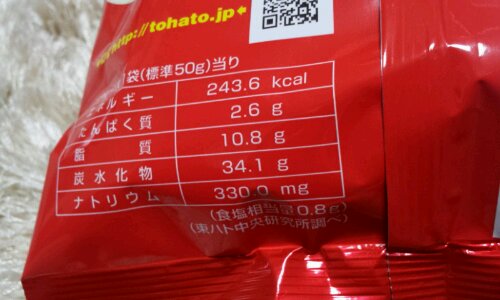 http://tohato.jp
袋(標準50g)当り
エネルギー 243.6 kcal
たんぱく質 2.6 g
脂質 10.8 g
炭水化物 34.1 g
ナトリウム 330.0 mg
(食塩相当量0.8g)
(東ハト中央研究所調べ)